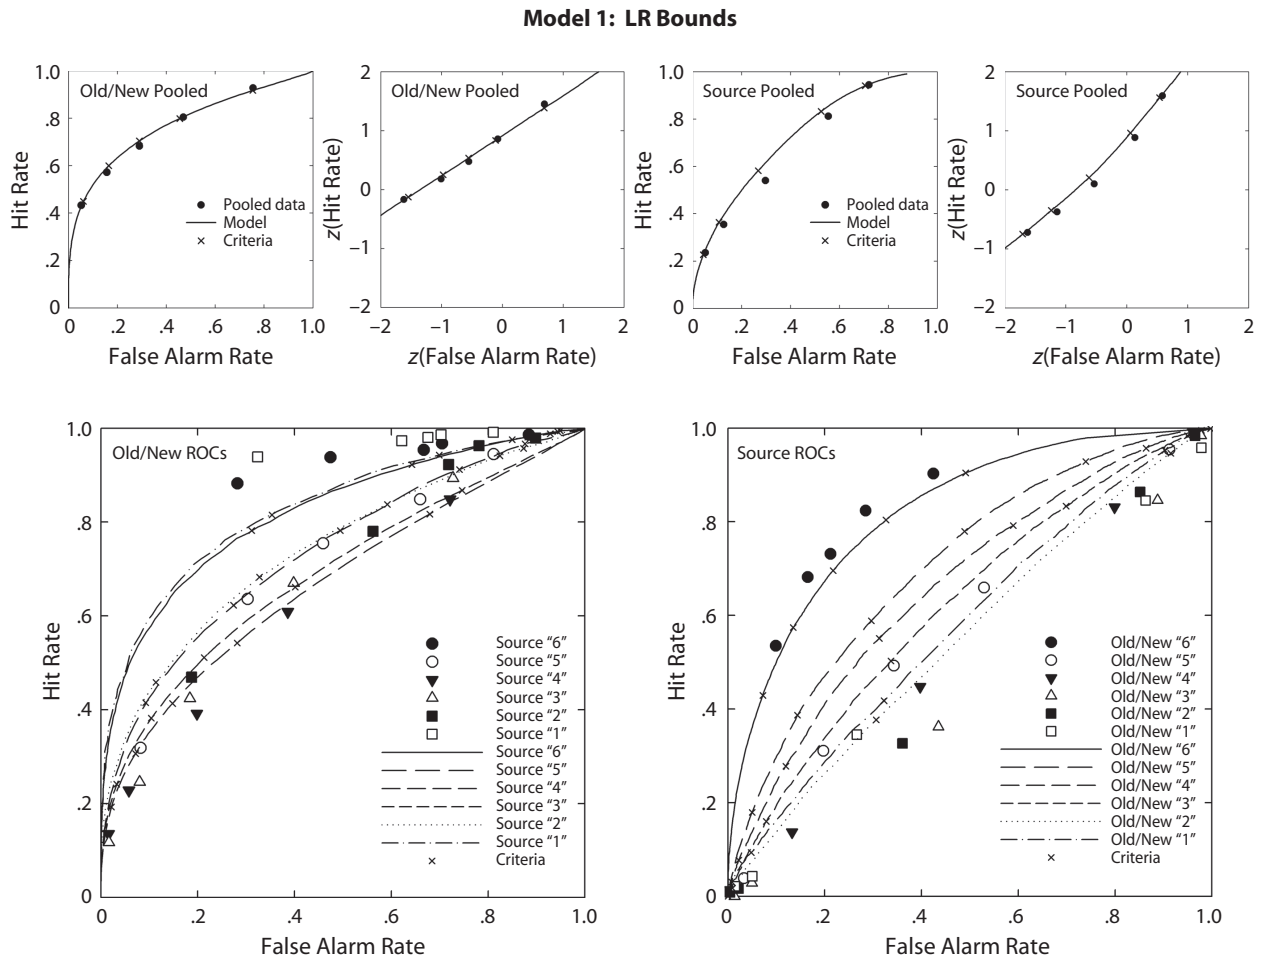 Model 1: LR Bounds
Old/New Pooled
1.0
.8
.6
.4
.2
0
Hit Rate
Pooled data
Model
Criteria
0 .2 .4 .6 .8 1.0
False Alarm Rate
Old/New Pooled
2
1
0
−1
−2
z(Hit Rate)
−2 −1 0 1 2
z(False Alarm Rate)
Source Pooled
1.0
.8
.6
.4
.2
0
Hit Rate
Pooled data
Model
Criteria
0 .2 .4 .6 .8 1.0
False Alarm Rate
Source Pooled
2
1
0
−1
−2
z(Hit Rate)
−2 −1 0 1 2
z(False Alarm Rate)
Old/New ROCs
1.0
.8
.6
.4
.2
0
Hit Rate
Source “6”
Source “5”
Source “4”
Source “3”
Source “2”
Source “1”
Source “6”
Source “5”
Source “4”
Source “3”
Source “2”
Source “1”
Criteria
0 .2 .4 .6 .8 1.0
False Alarm Rate
Source ROCs
1.0
.8
.6
.4
.2
0
Hit Rate
Old/New “6”
Old/New “5”
Old/New “4”
Old/New “3”
Old/New “2”
Old/New “1”
Old/New “6”
Old/New “5”
Old/New “4”
Old/New “3”
Old/New “2”
Old/New “1”
Criteria
0 .2 .4 .6 .8 1.0
False Alarm Rate